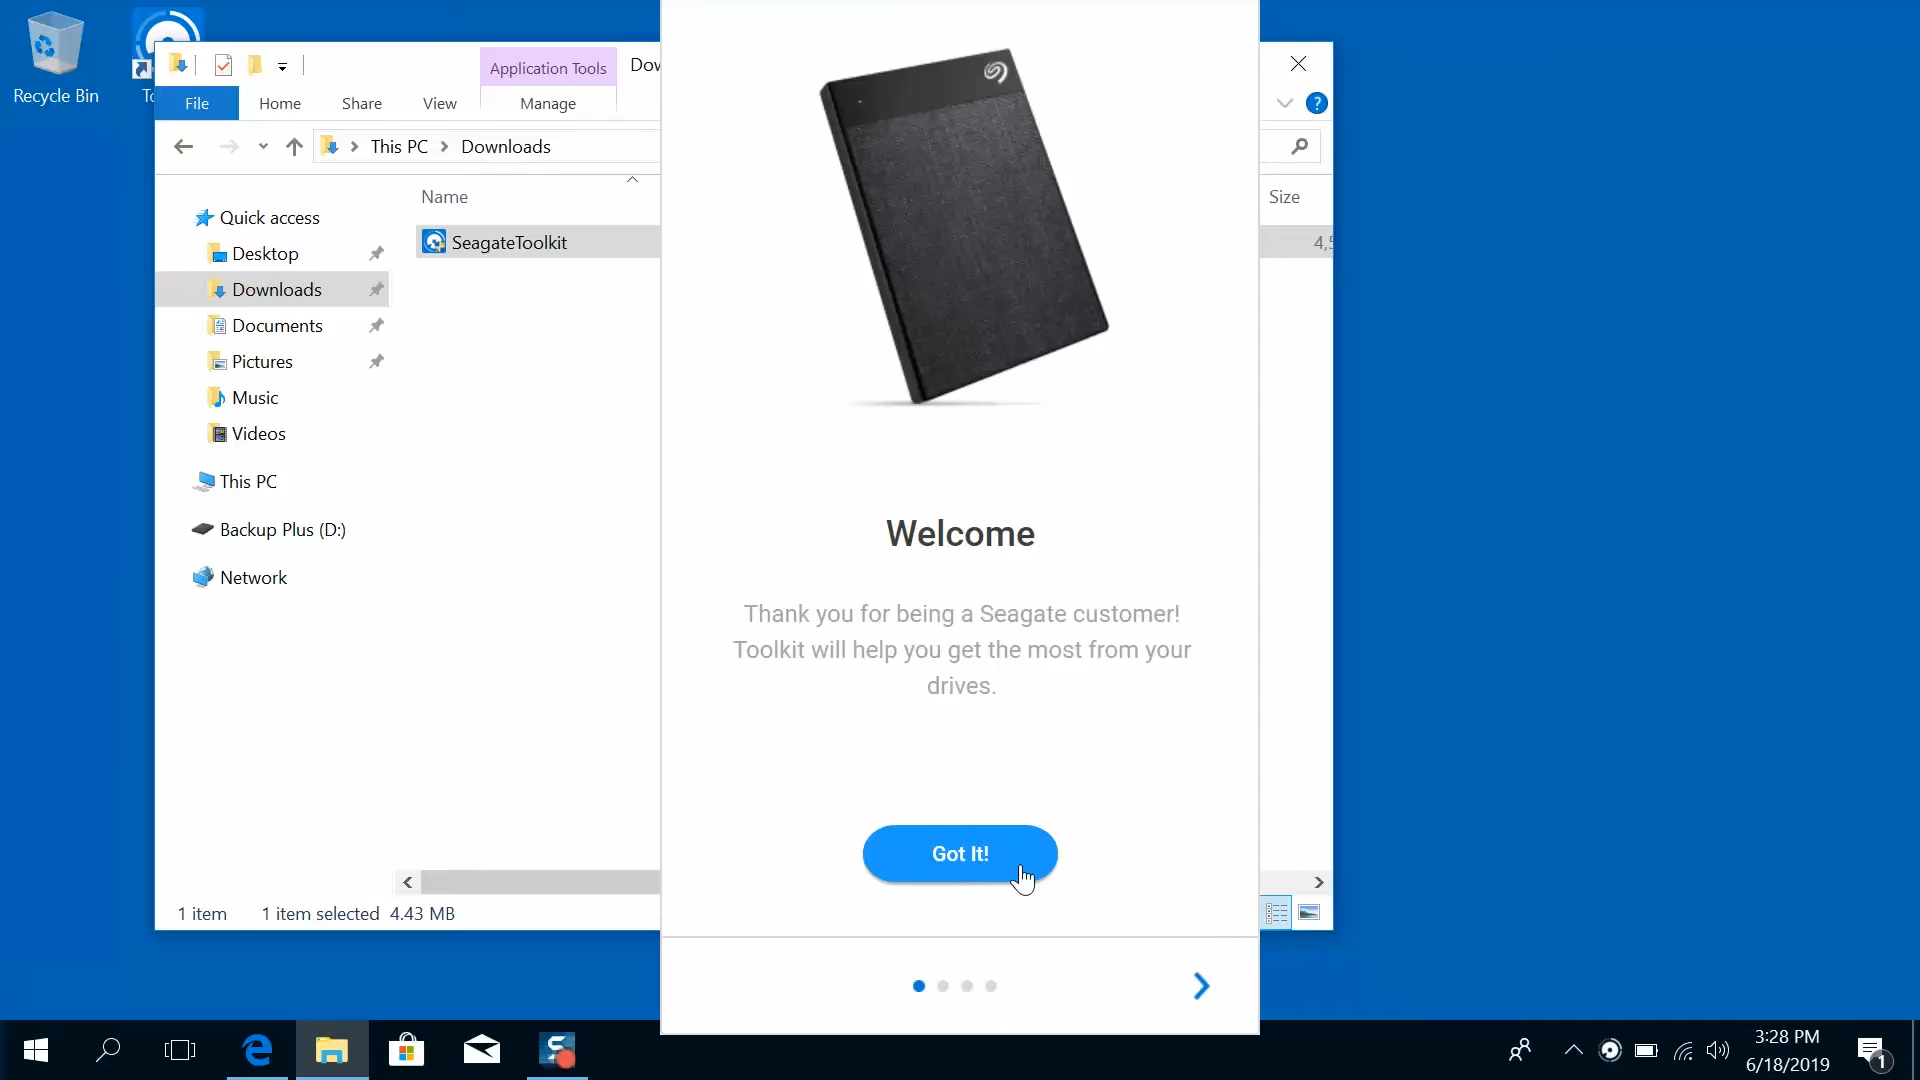 Recycle Bin
Application Tools
File
Home
Share
View
Manage
This PC
Downloads
Name
Size
SeagateToolkit
Quick access
Desktop
Downloads
Documents
Pictures
Music
Videos
This PC
Backup Plus (D:)
Network
1 item
1 item selected 4.43 MB
Welcome
Thank you for being a Seagate customer!
Toolkit will help you get the most from your
drives.
Got It!
3:28 PM
6/18/2019
1